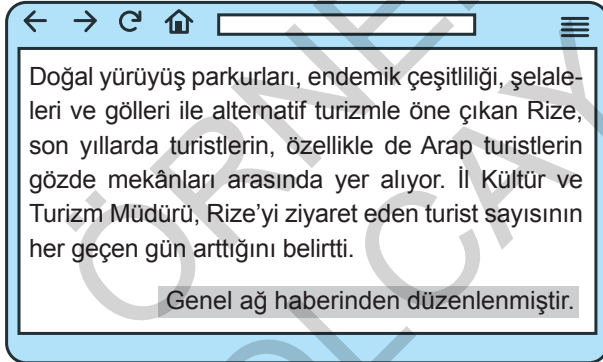 Doğal yürüyüş parkurları, endemik çeşitliliği, şelale-
leri ve gölleri ile alternatif turizmle öne çıkan Rize,
son yıllarda turistlerin, özellikle de Arap turistlerin
gözde mekânları arasında yer alıyor. İl Kültür ve
Turizm Müdürü, Rize’yi ziyaret eden turist sayısının
her geçen gün arttığını belirtti.
Genel ağ haberinden düzenlenmiştir.